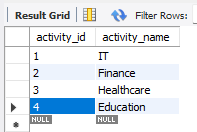 Result Grid Filter Rows:
activity_id activity_name
1 IT
2 Finance
3 Healthcare
4 Education
NULL NULL